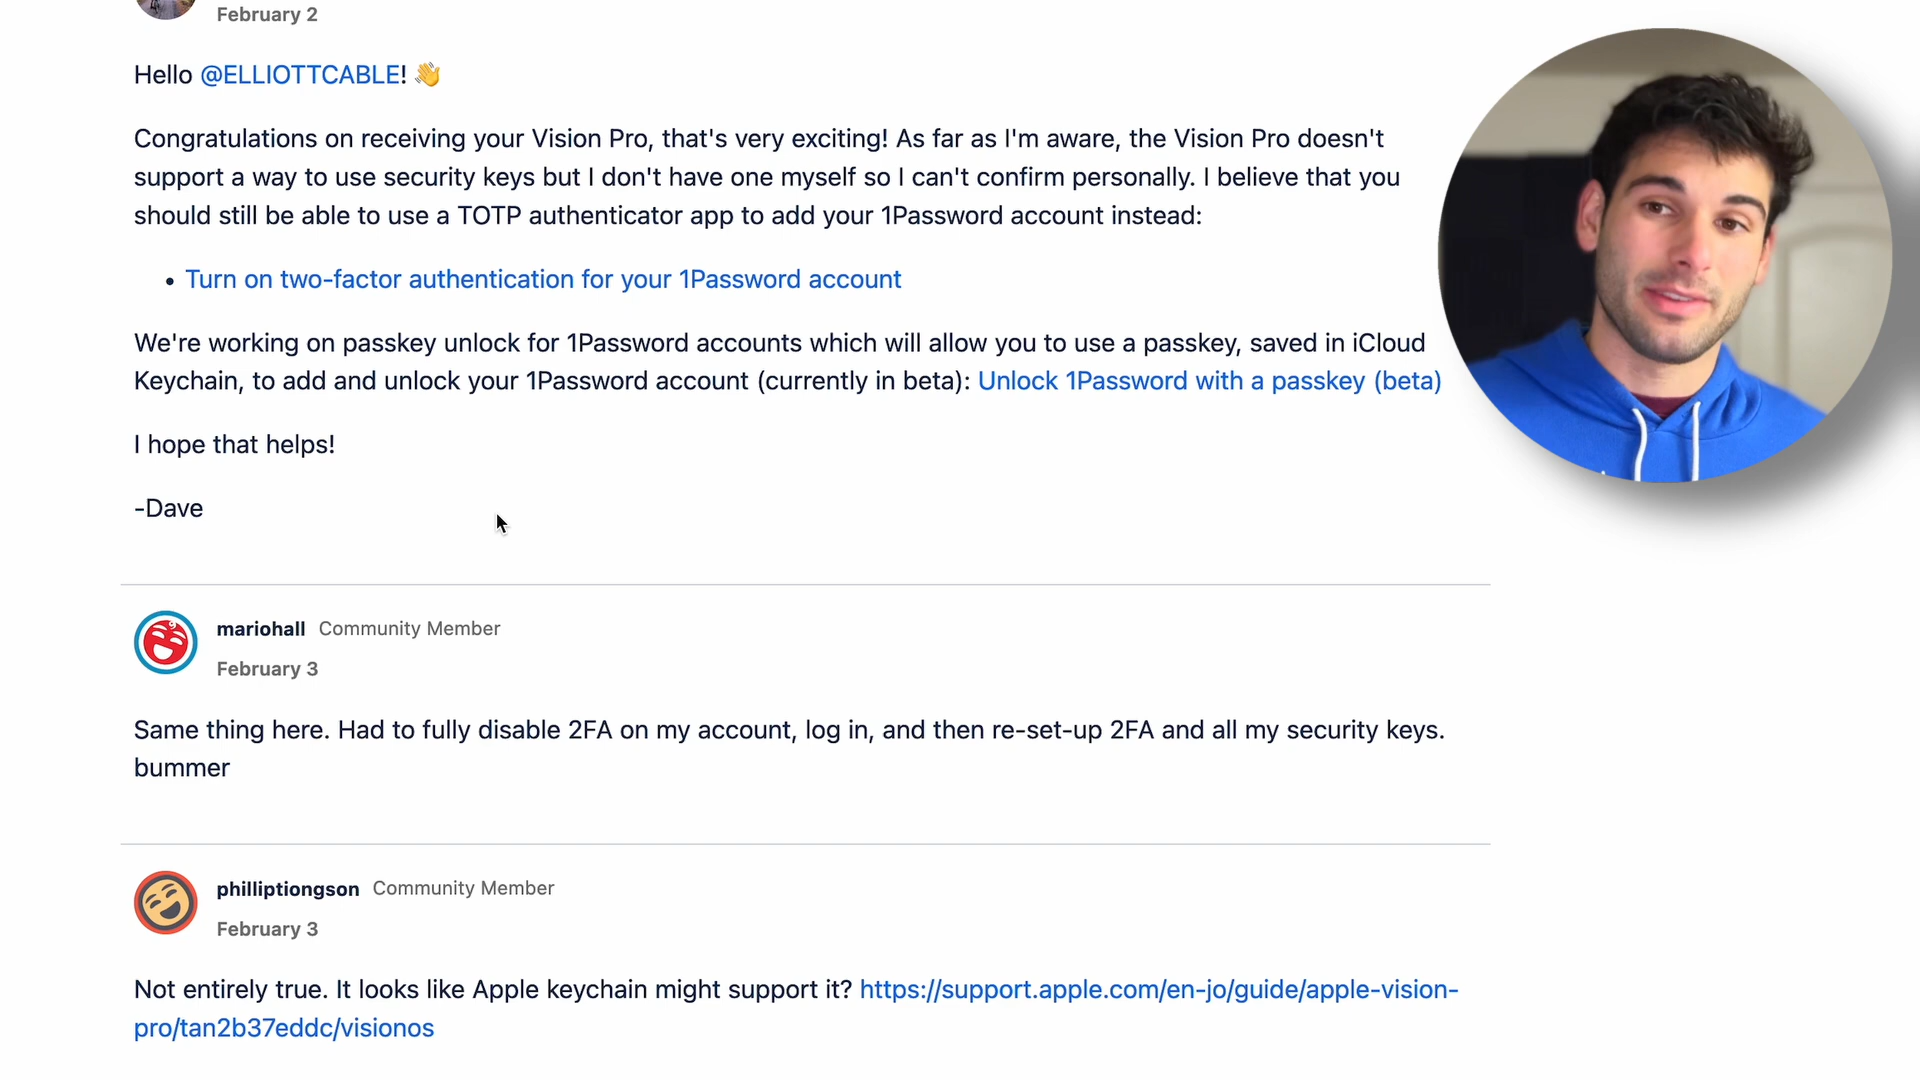 February 2
Hello @ELLIOTTCABLE! 👋
Congratulations on receiving your Vision Pro, that's very exciting! As far as I'm aware, the Vision Pro doesn't
support a way to use security keys but I don't have one myself so I can't confirm personally. I believe that you
should still be able to use a TOTP authenticator app to add your 1Password account instead:
• Turn on two-factor authentication for your 1Password account
We're working on passkey unlock for 1Password accounts which will allow you to use a passkey, saved in iCloud
Keychain, to add and unlock your 1Password account (currently in beta): Unlock 1Password with a passkey (beta)
I hope that helps!
-Dave
mariohall Community Member
February 3
Same thing here. Had to fully disable 2FA on my account, log in, and then re-set-up 2FA and all my security keys.
bummer
philliptiongson Community Member
February 3
Not entirely true. It looks like Apple keychain might support it? https://support.apple.com/en-jo/guide/apple-vision-
pro/tan2b37eddc/visionos